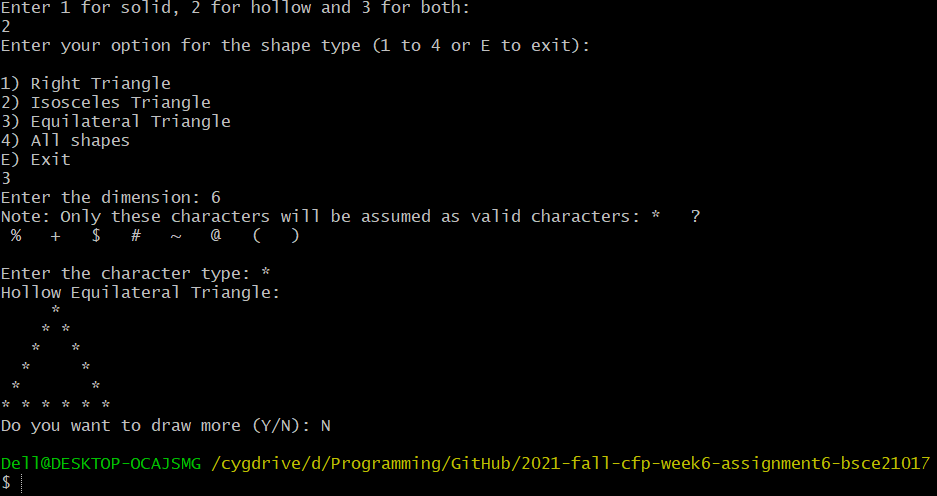 Enter 1 for solid, 2 for hollow and 3 for both:
2
Enter your option for the shape type (1 to 4 or E to exit):

1) Right Triangle
2) Isosceles Triangle
3) Equilateral Triangle
4) All shapes
E) Exit
3
Enter the dimension: 6
Note: Only these characters will be assumed as valid characters: *   ?
 %   +   $   #   ~   @   (   )

Enter the character type: *
Hollow Equilateral Triangle:
     *
    * *
   *   *
  *     *
 *       *
* * * * * *
Do you want to draw more (Y/N): N

Dell@DESKTOP-OCAJSMG /cygdrive/d/Programming/GitHub/2021-fall-cfp-week6-assignment6-bsce21017
$